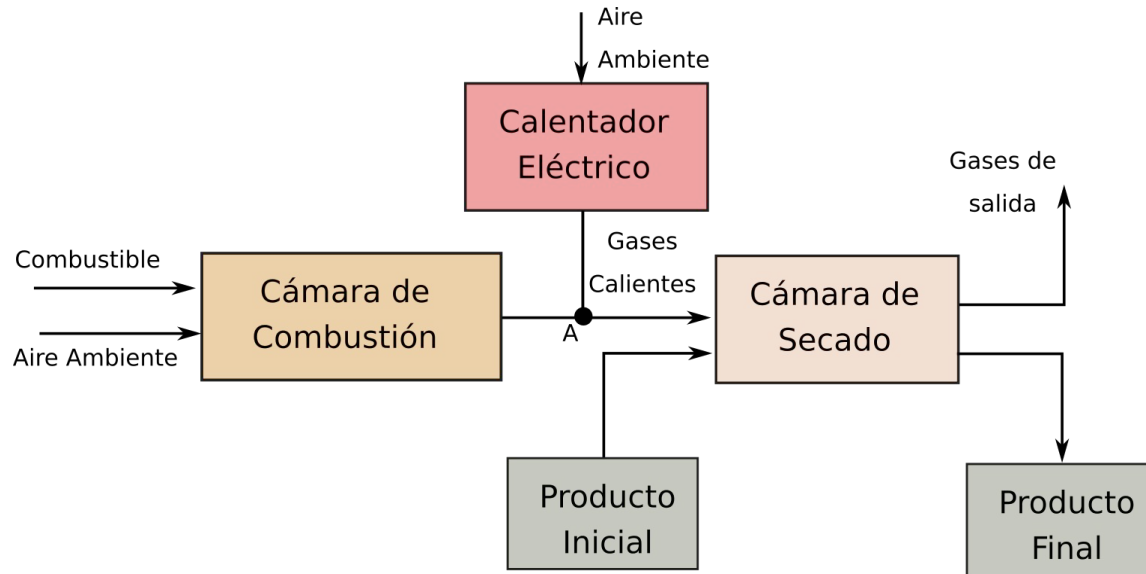 Aire
Ambiente
Calentador
Eléctrico
Gases de
salida
Gases
Calientes
Combustible
Aire Ambiente
Cámara de
Combustión
A
Cámara de
Secado
Producto
Inicial
Producto
Final